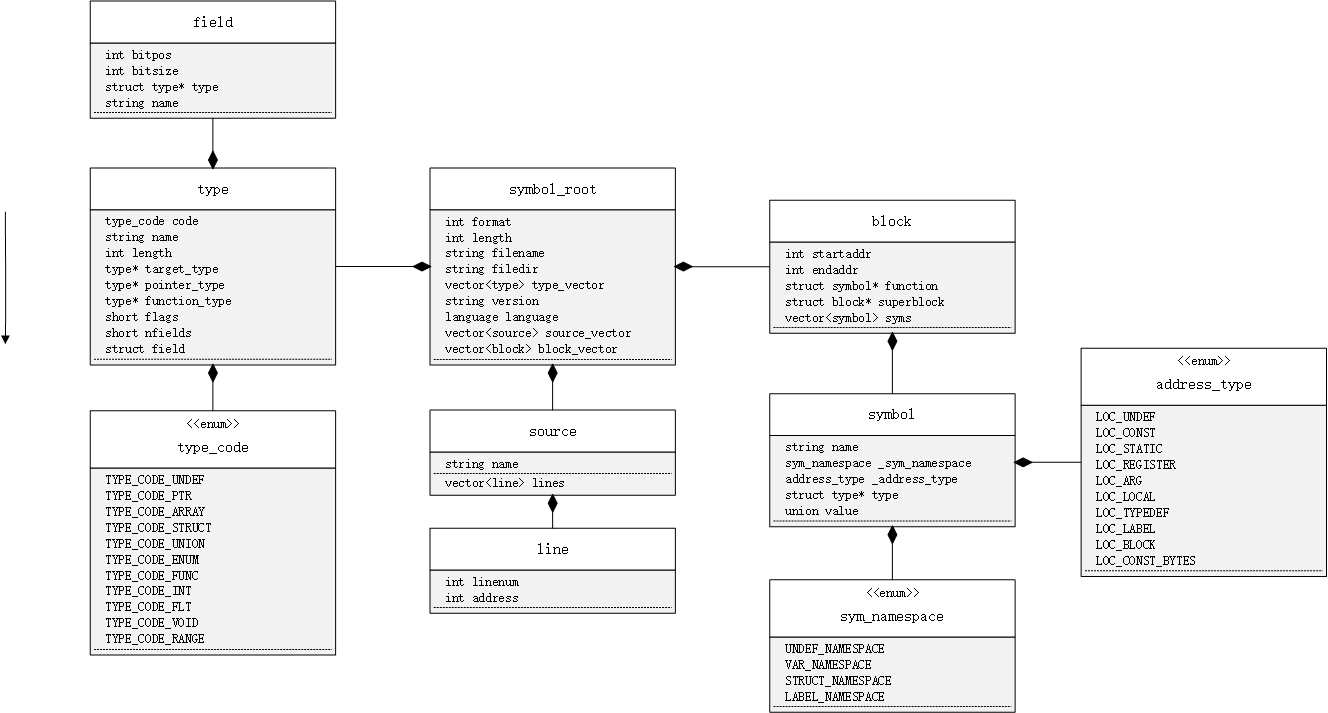 field
int bitpos
int bitsize
struct type* type
string name
type
type_code code
string name
int length
type* target_type
type* pointer_type
type* function_type
short flags
short nfields
struct field
<<enum>>
type_code
TYPE_CODE_UNDEF
TYPE_CODE_PTR
TYPE_CODE_ARRAY
TYPE_CODE_STRUCT
TYPE_CODE_UNION
TYPE_CODE_ENUM
TYPE_CODE_FUNC
TYPE_CODE_INT
TYPE_CODE_FLT
TYPE_CODE_VOID
TYPE_CODE_RANGE
symbol_root
int format
int length
string filename
string filedir
vector<type> type_vector
string version
language language
vector<source> source_vector
vector<block> block_vector
source
string name
vector<line> lines
line
int linenum
int address
block
int startaddr
int endaddr
struct symbol* function
struct block* superblock
vector<symbol> syms
symbol
string name
sym_namespace _sym_namespace
address_type _address_type
struct type* type
union value
<<enum>>
sym_namespace
UNDEF_NAMESPACE
VAR_NAMESPACE
STRUCT_NAMESPACE
LABEL_NAMESPACE
<<enum>>
address_type
LOC_UNDEF
LOC_CONST
LOC_STATIC
LOC_REGISTER
LOC_ARG
LOC_LOCAL
LOC_TYPEDEF
LOC_LABEL
LOC_BLOCK
LOC_CONST_BYTES